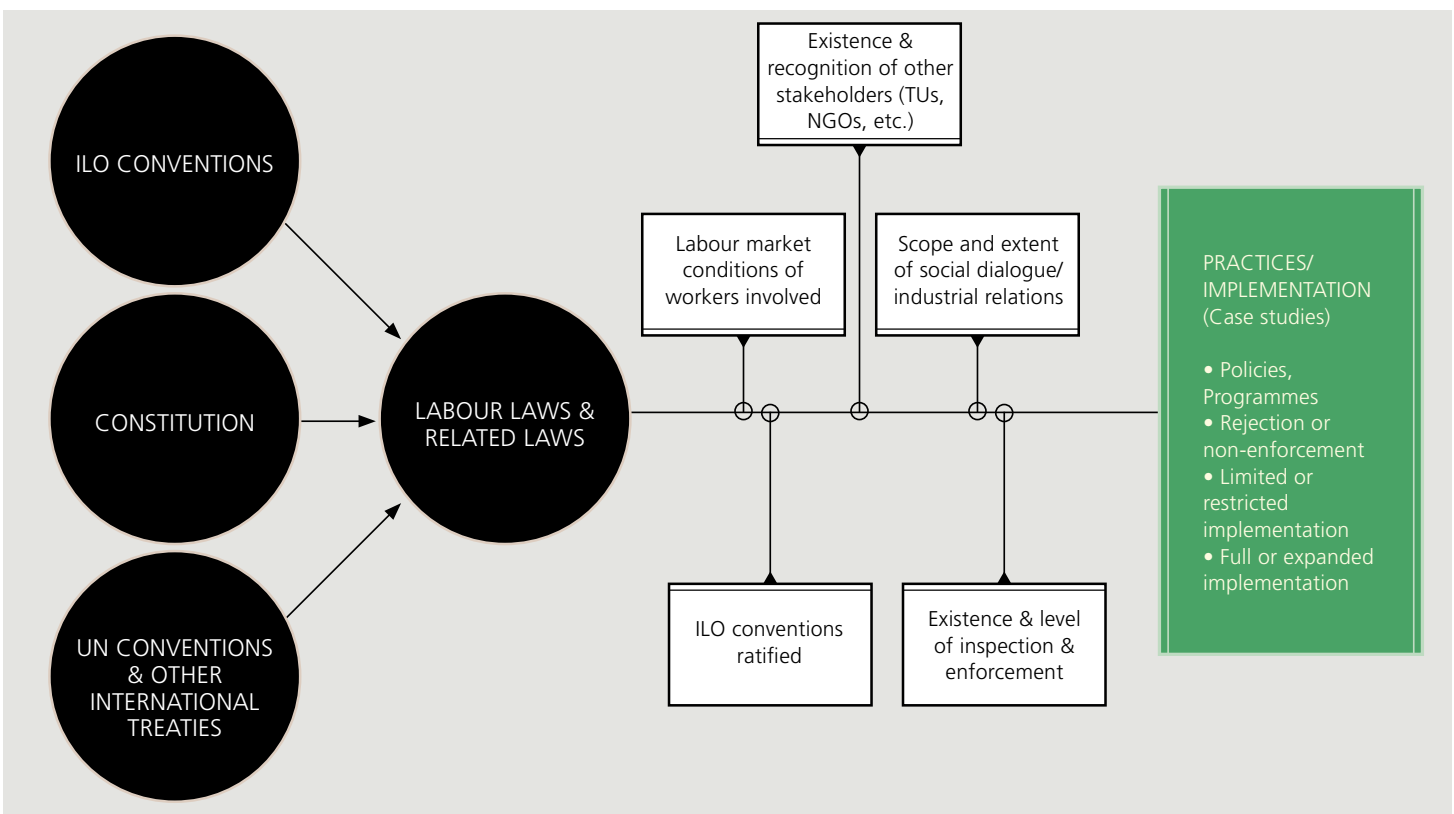 ILO CONVENTIONS
CONSTITUTION
UN CONVENTIONS
& OTHER
INTERNATIONAL
TREATIES
LABOUR LAWS &
RELATED LAWS
Existence &
recognition of other
stakeholders (TUs,
NGOs, etc.)
Labour market
conditions of
workers involved
Scope and extent
of social dialogue/
industrial relations
ILO conventions
ratified
Existence & level
of inspection &
enforcement
PRACTICES/
IMPLEMENTATION
(Case studies)
• Policies,
Programmes
• Rejection or
non-enforcement
• Limited or
restricted
implementation
• Full or expanded
implementation